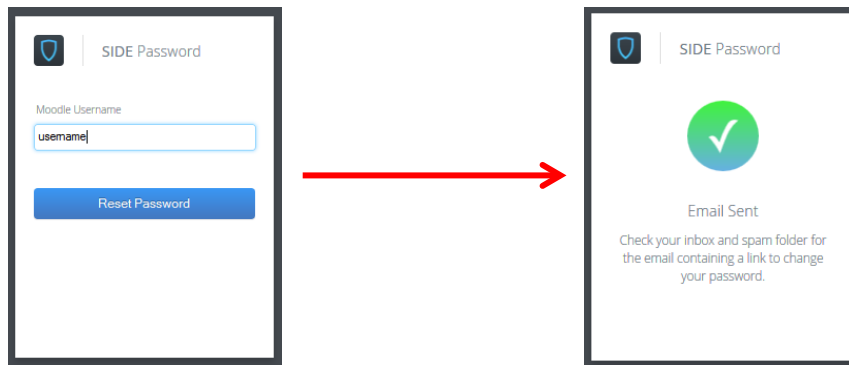 SIDE Password
Moodle Username
username
Reset Password
SIDE Password
Email Sent
Check your inbox and spam folder for
the email containing a link to change
your password.